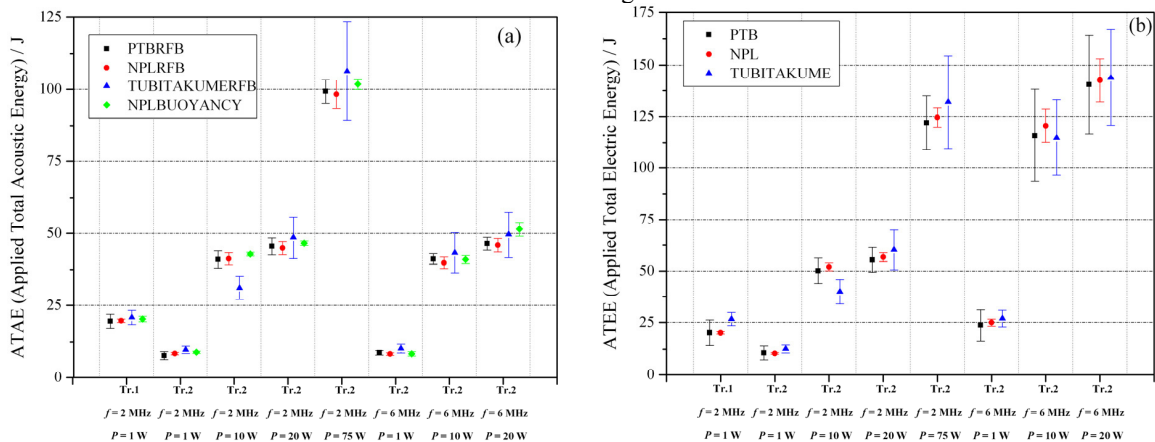 (a)
ATAE (Applied Total Acoustic Energy) / J
125
100
75
50
25
0
PTBRFB
NPLRFB
TUBITAKUMERFB
NPLBUOYANCY
Tr.1 Tr.2 Tr.2 Tr.2 Tr.2 Tr.2 Tr.2 Tr.2
f = 2 MHz f = 2 MHz f = 2 MHz f = 2 MHz f = 2 MHz f = 6 MHz f = 6 MHz f = 6 MHz
P = 1 W P = 1 W P = 10 W P = 20 W P = 75 W P = 1 W P = 10 W P = 20 W
(b)
ATEE (Applied Total Electric Energy) / J
175
150
125
100
75
50
25
0
PTB
NPL
TUBITAKUME
Tr.1 Tr.2 Tr.2 Tr.2 Tr.2 Tr.2 Tr.2 Tr.2
f = 2 MHz f = 2 MHz f = 2 MHz f = 2 MHz f = 2 MHz f = 6 MHz f = 6 MHz f = 6 MHz
P = 1 W P = 1 W P = 10 W P = 20 W P = 75 W P = 1 W P = 10 W P = 20 W